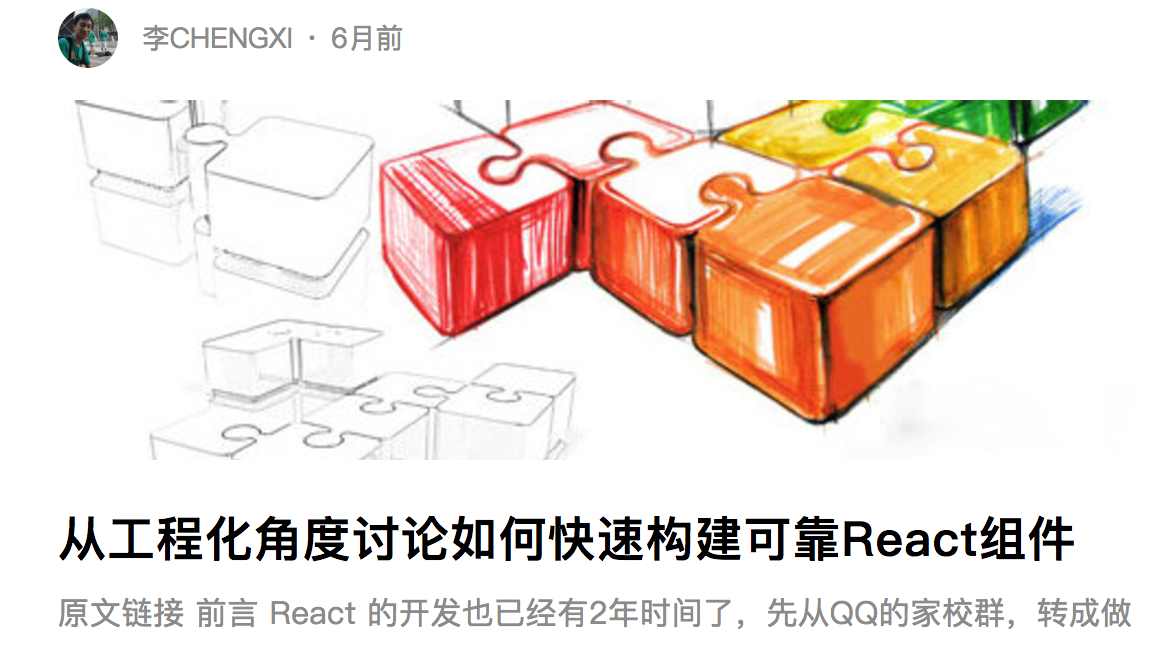 李CHENGXI · 6月前
从工程化角度讨论如何快速构建可靠React组件
原文链接 前言 React 的开发也已经有2年时间了，先从QQ的家校群，转成做